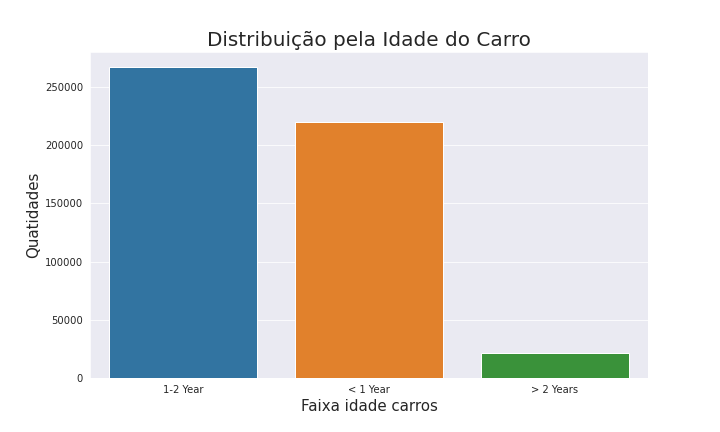 Distribuição pela Idade do Carro
Quatidades
250000
200000
150000
100000
50000
0
1-2 Year
< 1 Year
> 2 Years
Faixa idade carros